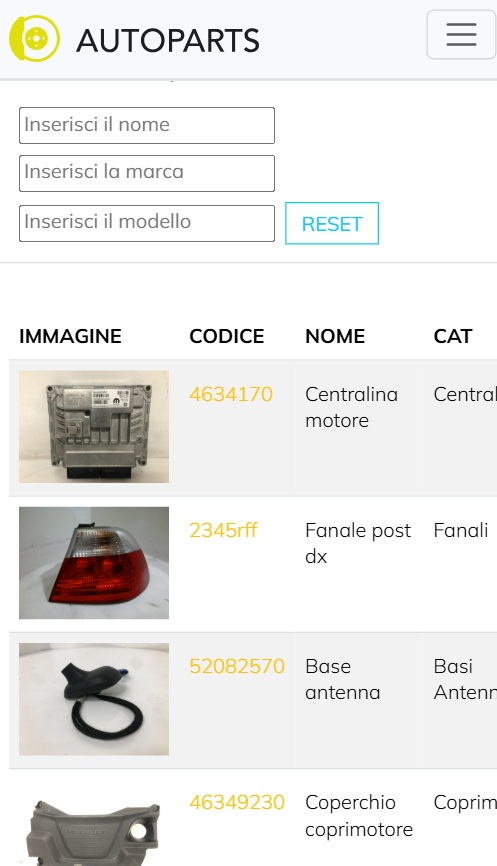 AUTOPARTS
Inserisci il nome
Inserisci la marca
Inserisci il modello
RESET
IMMAGINE CODICE NOME CAT
4634170 Centralina Central
motore
2345rff Fanale post Fanali
dx
52082570 Base Basi
antenna Antenn
46349230 Coperchio Coprim
coprimotore